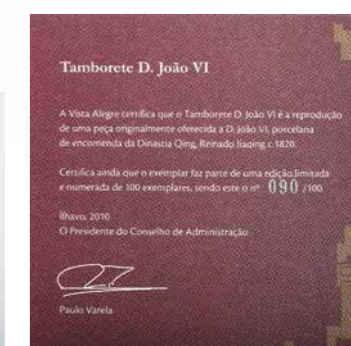 Tamborete D. João VI
A Vista Alegre certifica que o Tamborete D. João VI é a reprodução
de uma peça originalmente oferecida a D. João VI, porcelana
de encomenda da Dinastia Qing, Reinado Jiaqing c.1820.
Certifica ainda que o exemplar faz parte de uma edição limitada
e numerada de 100 exemplares, sendo este o nº 090 /100
Ílhavo, 2010
O Presidente do Conselho de Administração
Paulo Varela